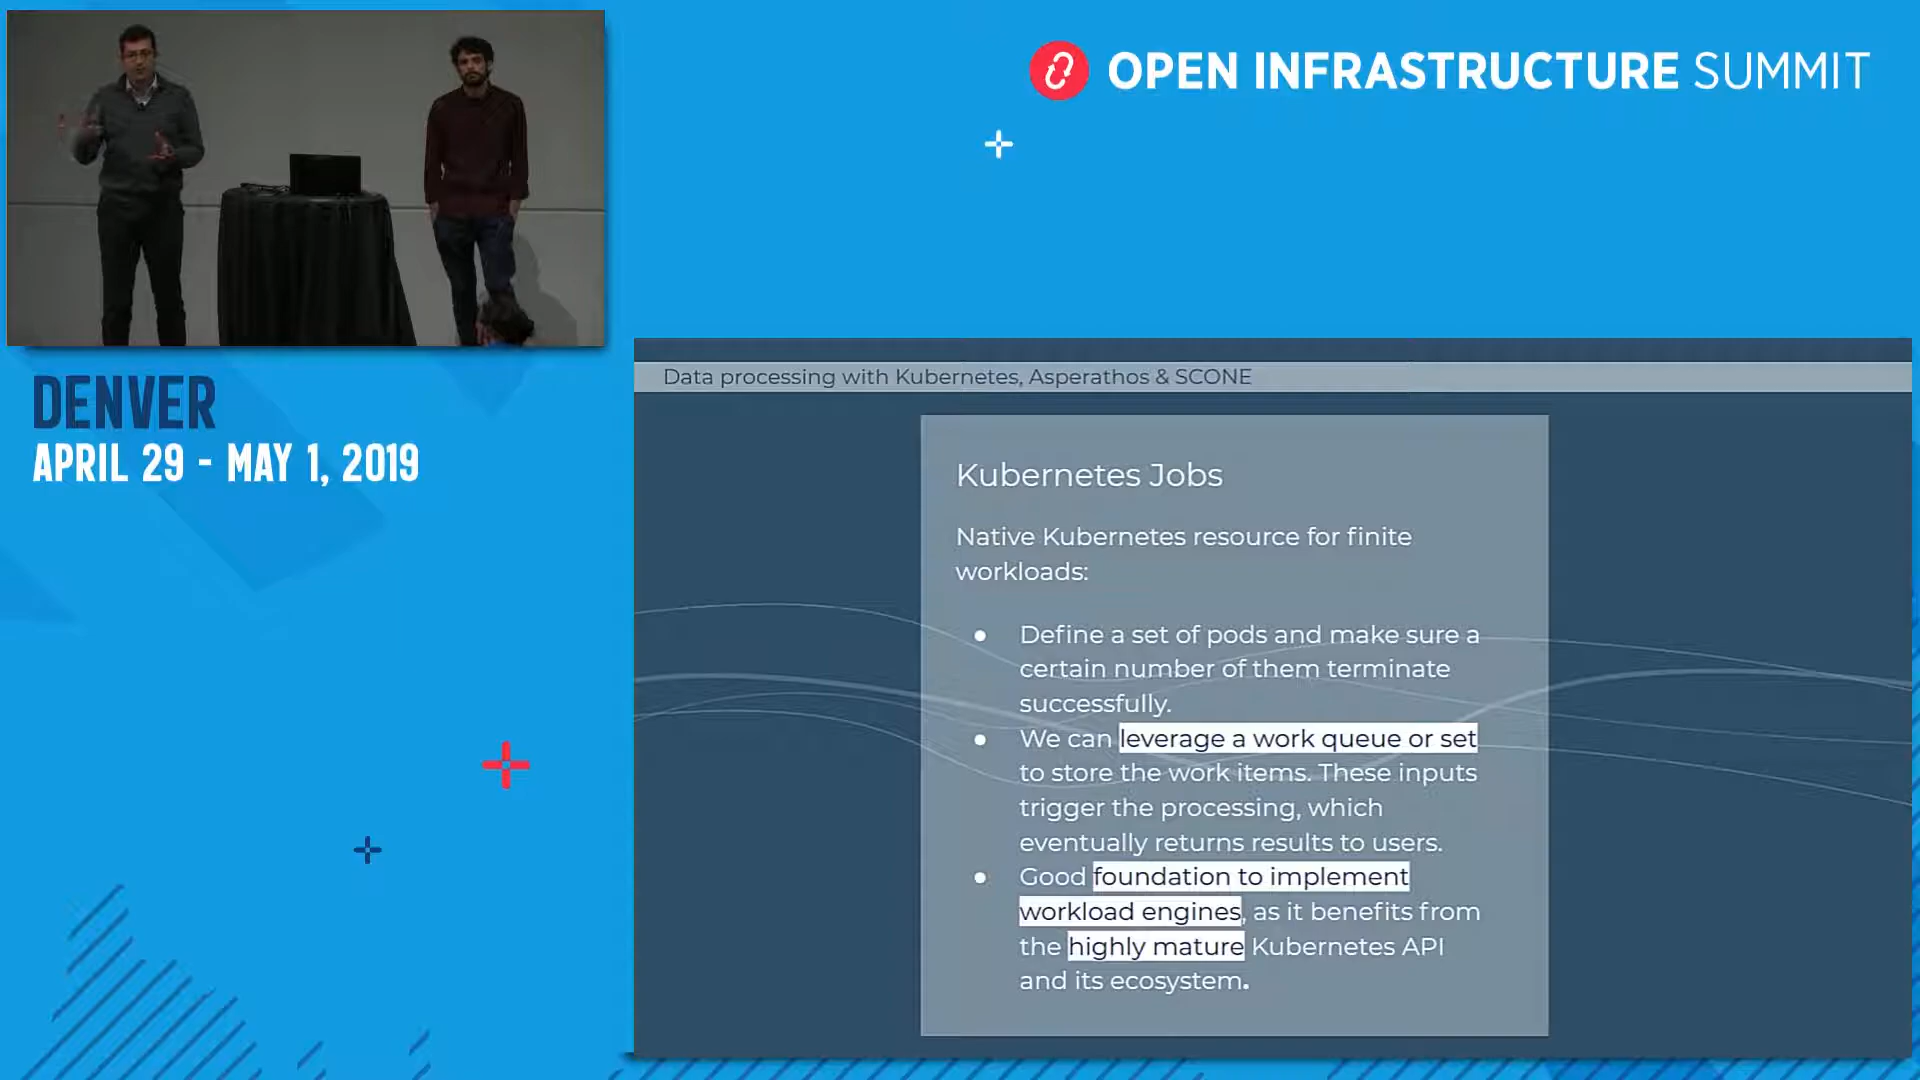 OPEN INFRASTRUCTURE SUMMIT
DENVER
APRIL 29 - MAY 1, 2019
Data processing with Kubernetes, Asperathos & SCONE
Kubernetes Jobs
Native Kubernetes resource for finite
workloads:
● Define a set of pods and make sure a
certain number of them terminate
successfully.
● We can leverage a work queue or set
to store the work items. These inputs
trigger the processing, which
eventually returns results to users.
● Good foundation to implement
workload engines, as it benefits from
the highly mature Kubernetes API
and its ecosystem.